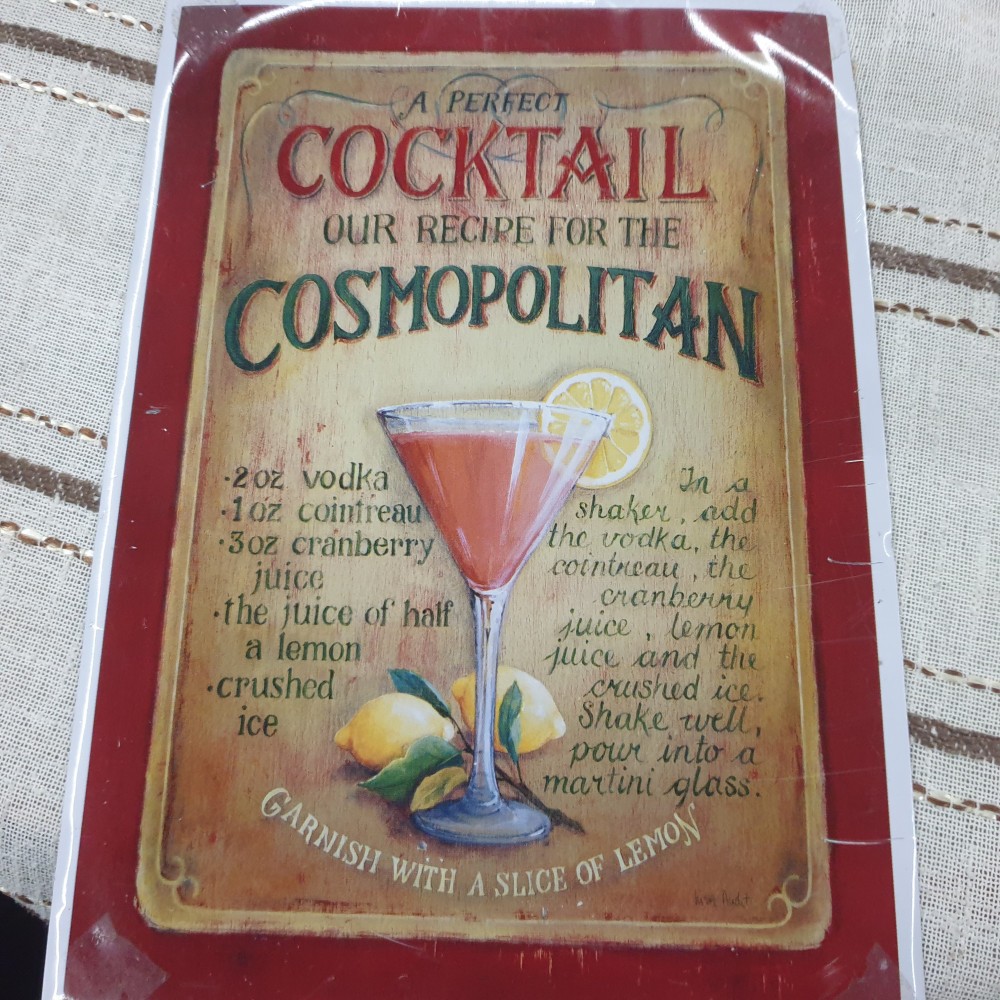 A PERFECT
COCKTAIL
OUR RECIPE FOR THE
COSMOPOLITAN
·2oz vodka
·1oz cointreau
·3oz cranberry
juice
·the juice of half
a lemon
·crushed
ice
In a
shaker, add
the vodka, the
cointreau, the
cranberry
juice, lemon
juice and the
crushed ice.
Shake well,
pour into a
martini glass.
GARNISH WITH A SLICE OF LEMON